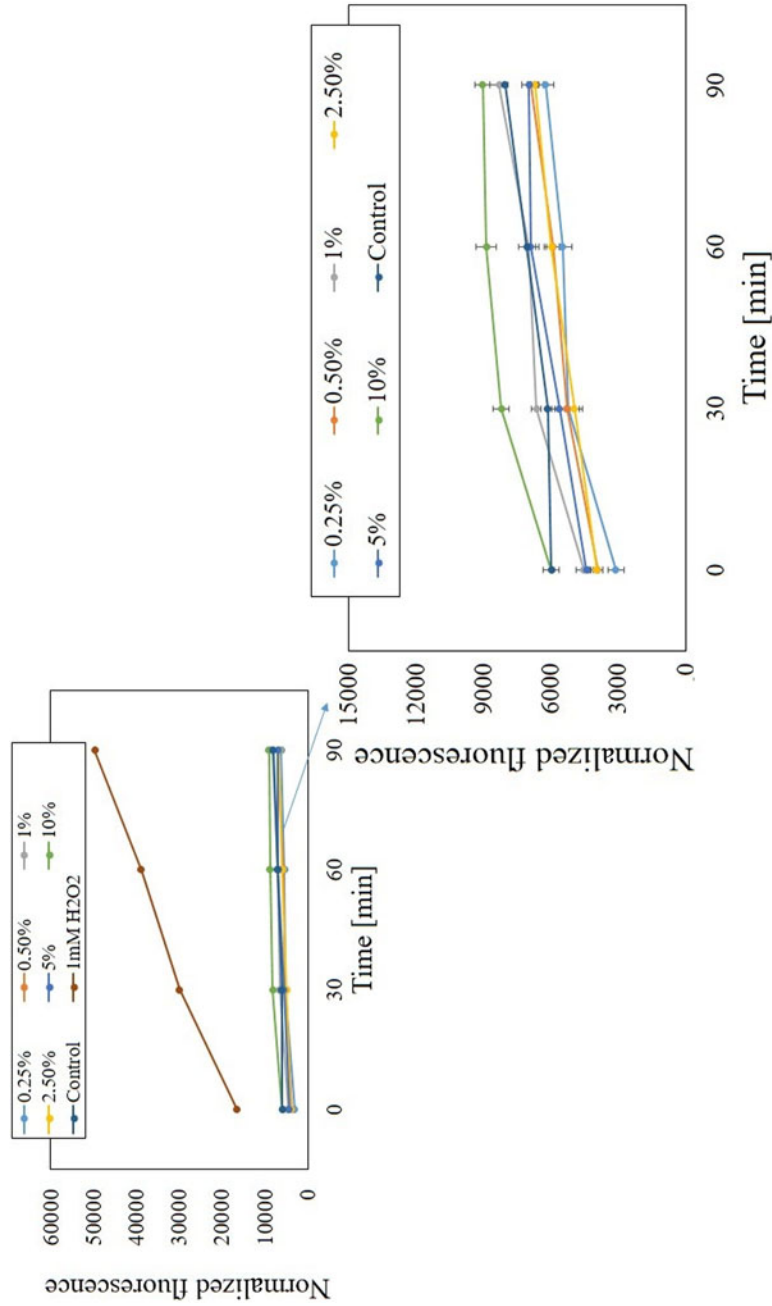 0.25% 0.50% 1%
2.50% 5% 10%
Control 1mM H2O2
Normalized fluorescence
60000
50000
40000
30000
20000
10000
0
0 30 60 90
Time [min]
0.25% 0.50% 1% 2.50%
5% 10% Control
Normalized fluorescence
15000
12000
9000
6000
3000
.0
0 30 60 90
Time [min]